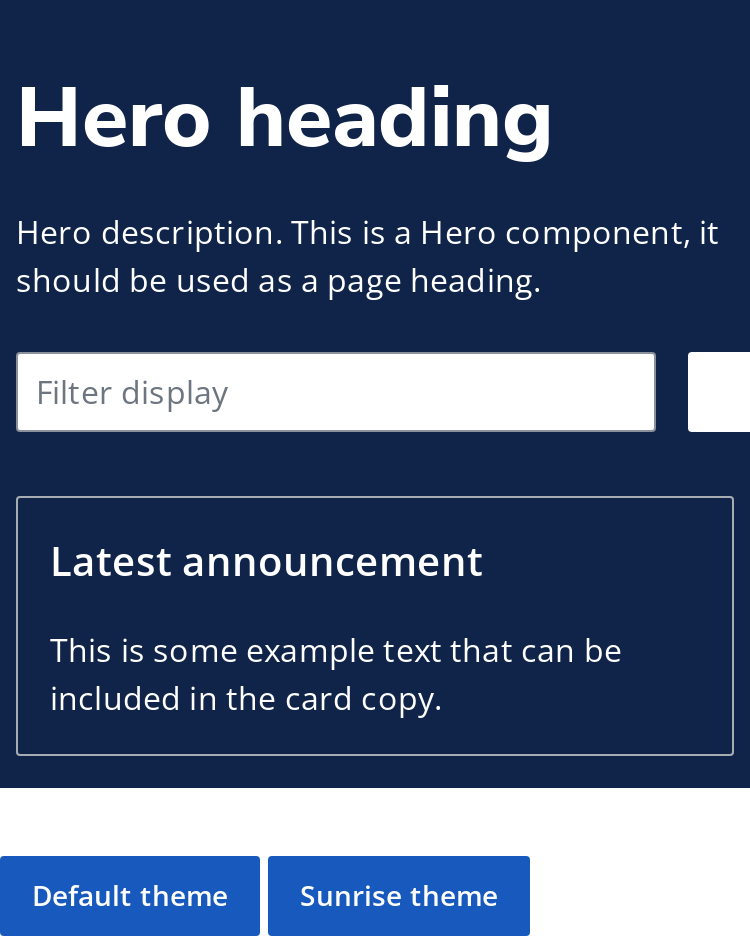 Hero heading
Hero description. This is a Hero component, it
should be used as a page heading.
Filter display
Latest announcement
This is some example text that can be
included in the card copy.
Default theme
Sunrise theme